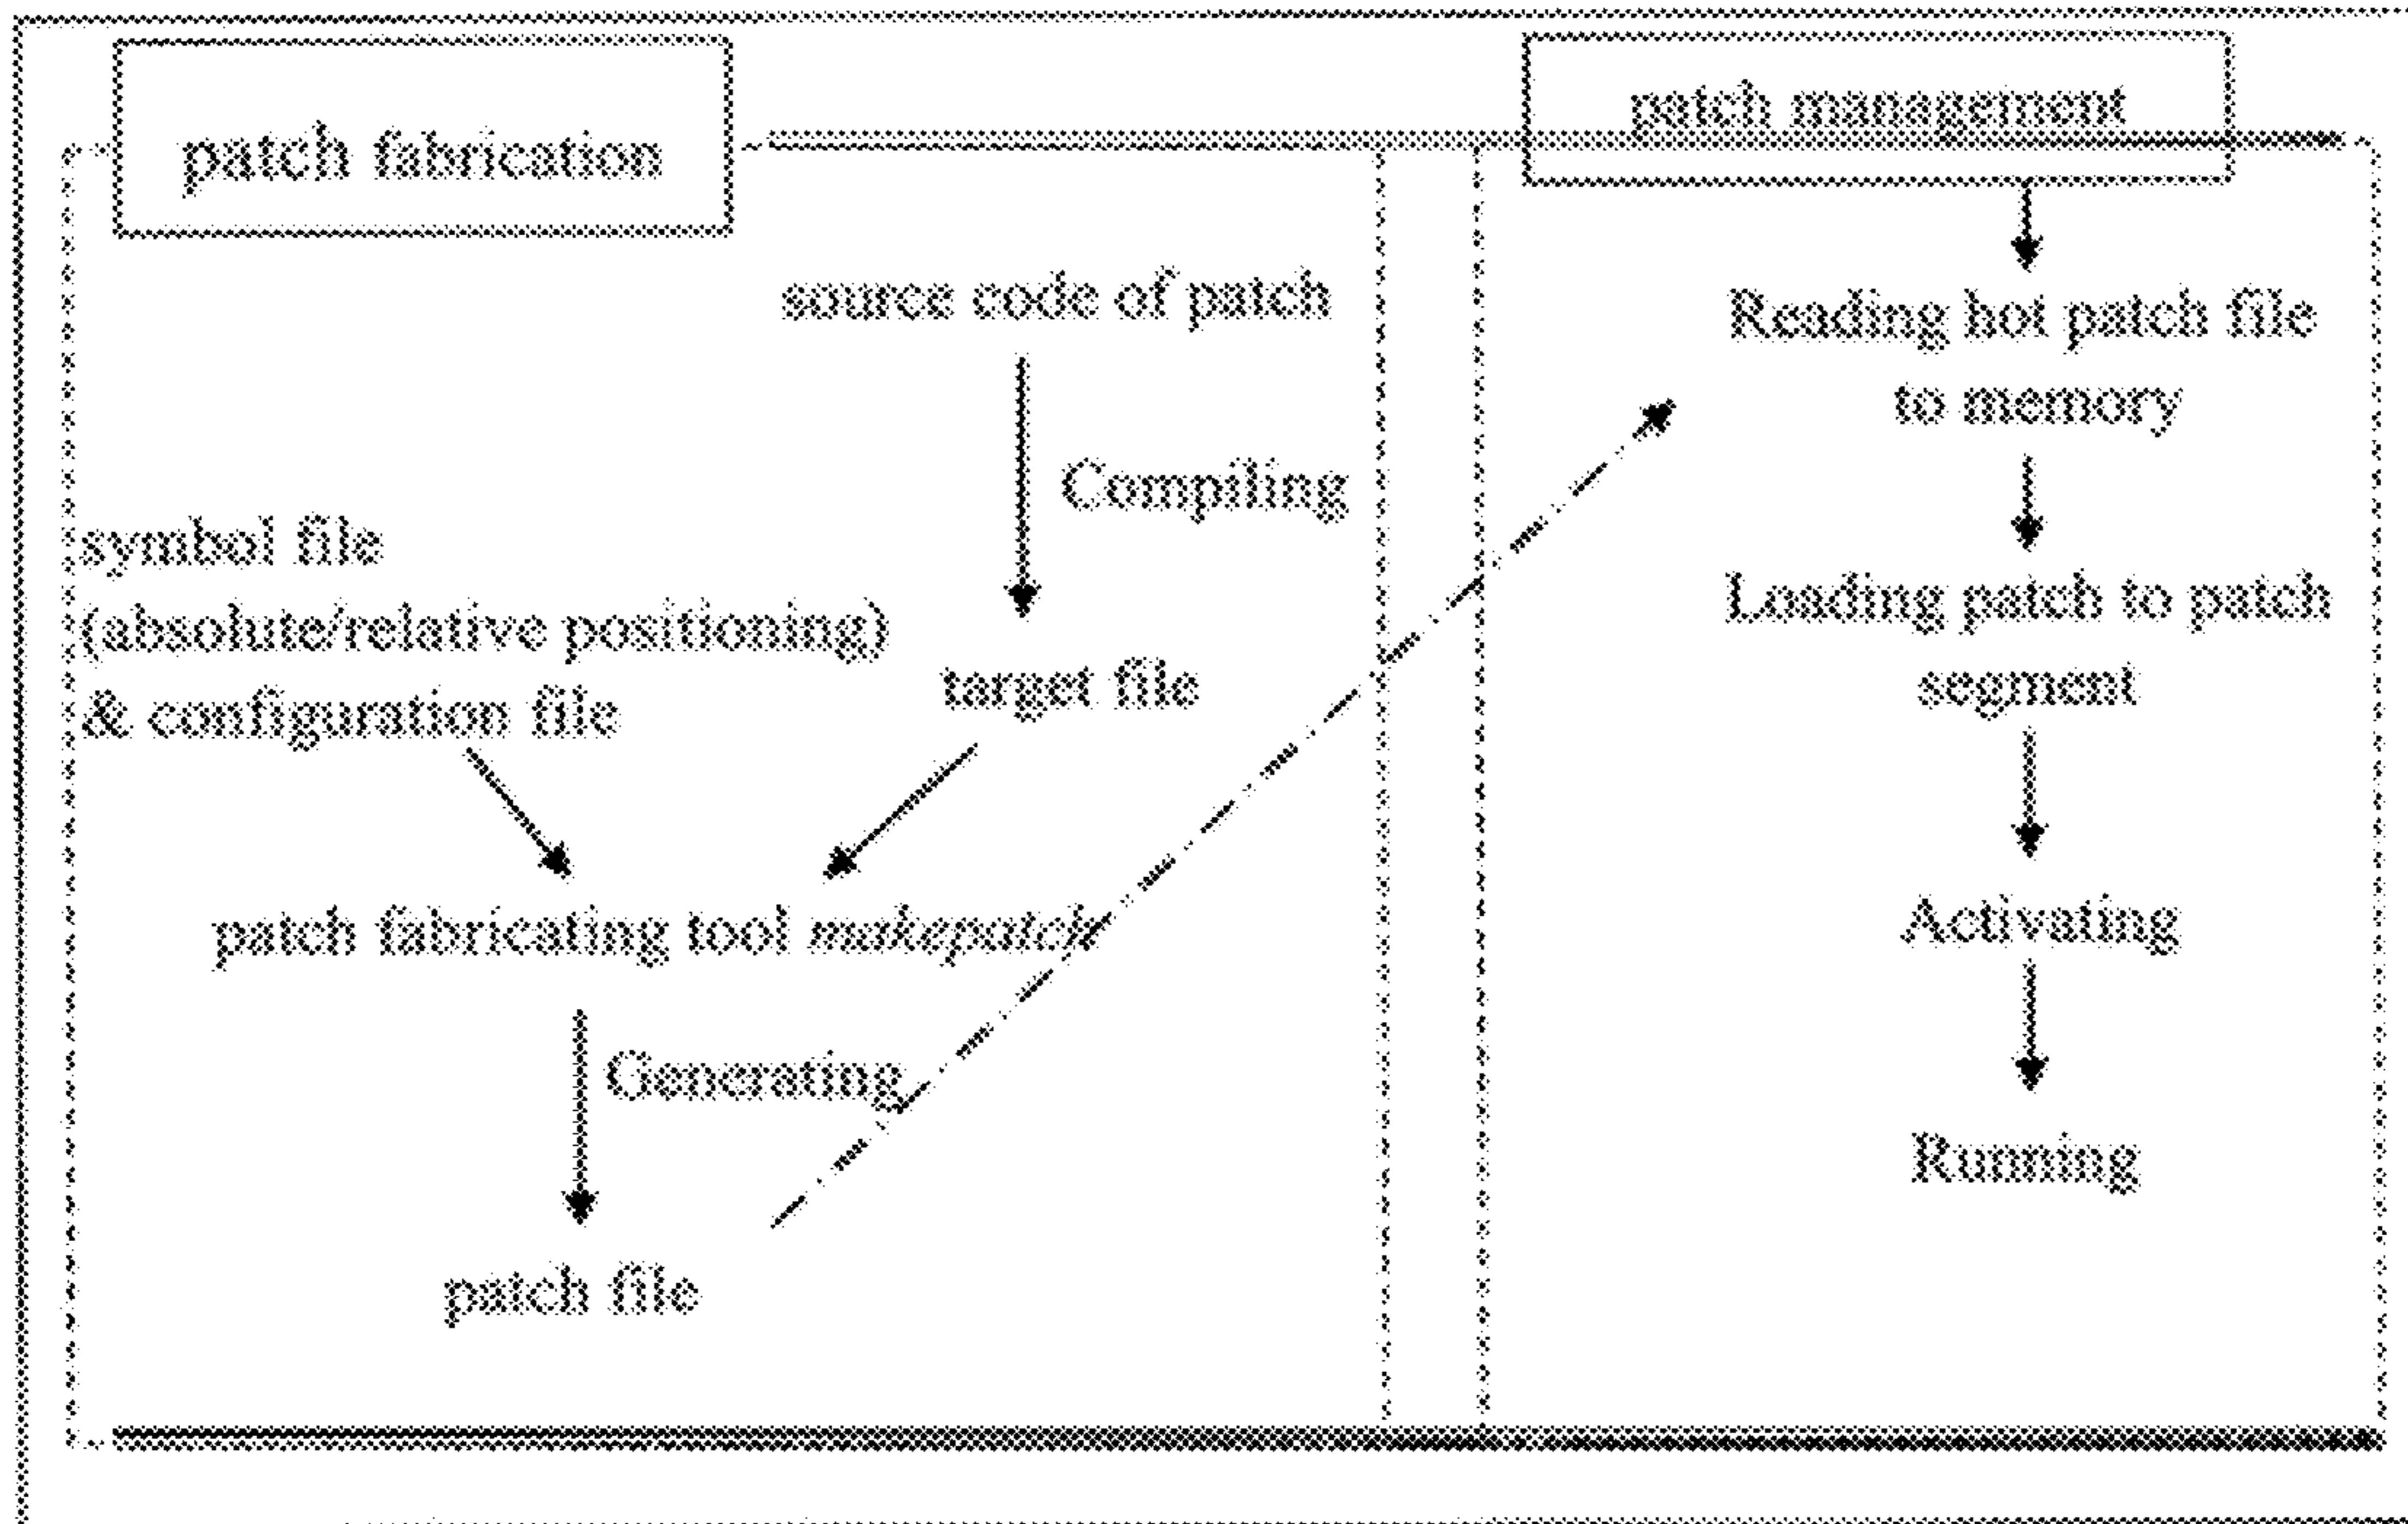 patch fabrication
source code of patch
Compiling
symbol file
(absolute/relative positioning)
& configuration file
target file
patch fabricating tool makepatch
Generating
patch file
patch management
Reading hot patch file
to memory
Loading patch to patch
segment
Activating
Running